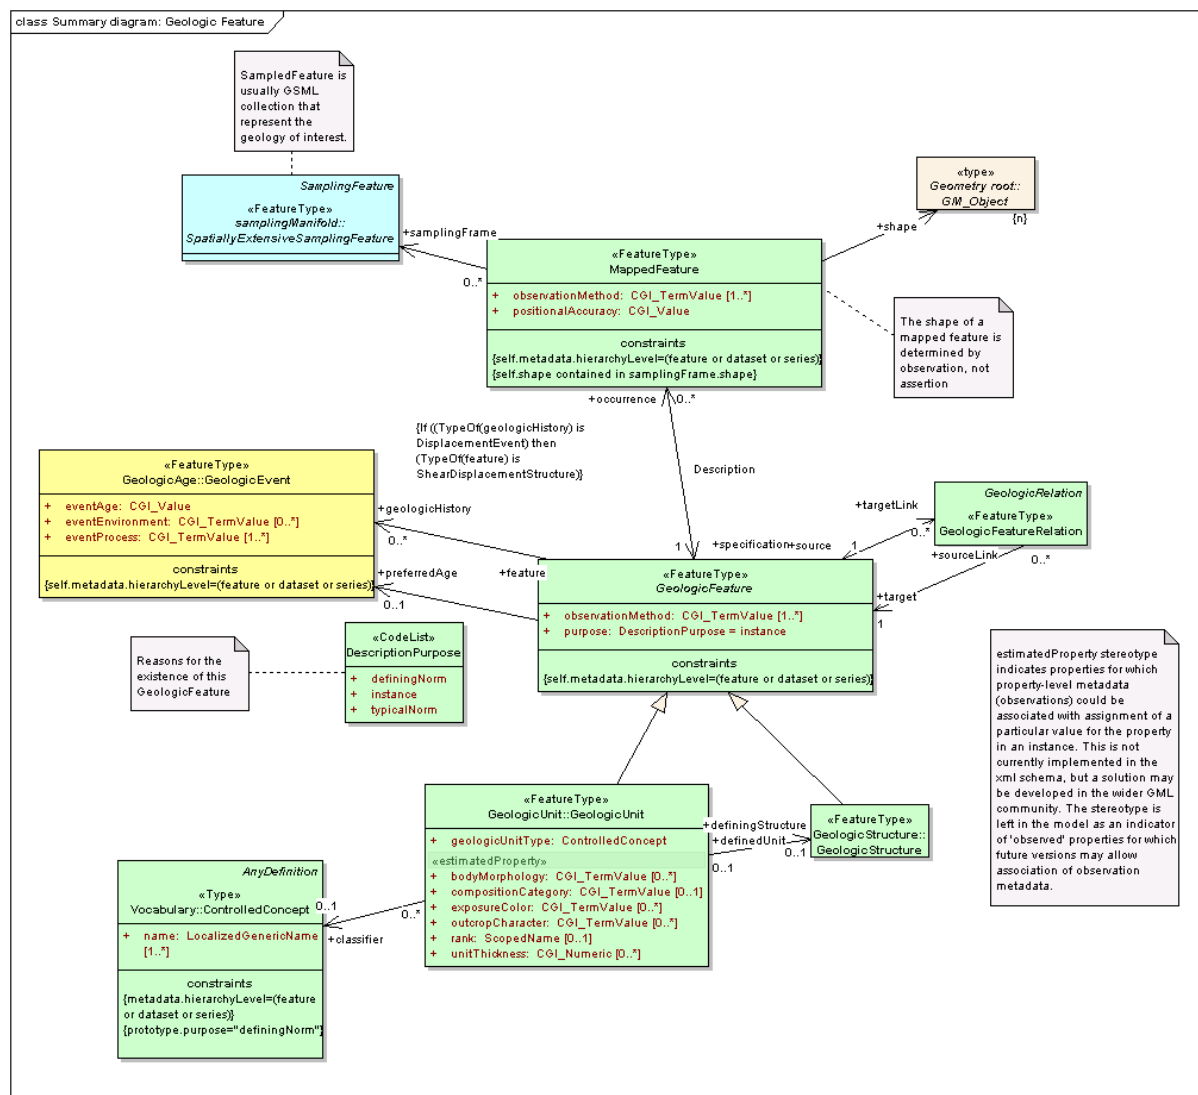 class Summary diagram: Geologic Feature
SampledFeature is
usually GSML
collection that
represent the
geology of interest.
SamplingFeature
«FeatureType»
samplingManifold::
SpatiallyExtensiveSamplingFeature
«type»
Geometry root::
GM_Object
{n}
+shape
+samplingFrame
0..*
«FeatureType»
MappedFeature
+ observationMethod: CGI_TermValue [1..*]
+ positionalAccuracy: CGI_Value
constraints
{self.metadata.hierarchyLevel=(feature or dataset or series)}
{self.shape contained in samplingFrame.shape}
The shape of a
mapped feature is
determined by
observation, not
assertion
+occurrence
0..*
{If ((TypeOf(geologicHistory) is
DisplacementEvent) then
(TypeOf(feature) is
ShearDisplacementStructure)}
Description
«FeatureType»
GeologicAge::GeologicEvent
+ eventAge: CGI_Value
+ eventEnvironment: CGI_TermValue [0..*]
+ eventProcess: CGI_TermValue [1..*]
constraints
{self.metadata.hierarchyLevel=(feature or dataset or series)}
+geologicHistory
0..*
+preferredAge
0..1
+feature
1
+specification
+source
1
+targetLink
0..*
GeologicRelation
«FeatureType»
GeologicFeatureRelation
+sourceLink
0..*
+target
1
«FeatureType»
GeologicFeature
+ observationMethod: CGI_TermValue [1..*]
+ purpose: DescriptionPurpose = instance
constraints
{self.metadata.hierarchyLevel=(feature or dataset or series)}
Reasons for the
existence of this
GeologicFeature
«CodeList»
DescriptionPurpose
+ definingNorm
+ instance
+ typicalNorm
estimatedProperty stereotype
indicates properties for which
property-level metadata
(observations) could be
associated with assignment of a
particular value for the property
in an instance. This is not
currently implemented in the
xml schema, but a solution may
be developed in the wider GML
community. The stereotype is
left in the model as an indicator
of 'observed' properties for which
future versions may allow
association of observation
metadata.
«FeatureType»
GeologicUnit::GeologicUnit
+ geologicUnitType: ControlledConcept
«estimatedProperty»
+ bodyMorphology: CGI_TermValue [0..*]
+ compositionCategory: CGI_TermValue [0..1]
+ exposureColor: CGI_TermValue [0..*]
+ outcropCharacter: CGI_TermValue [0..*]
+ rank: ScopedName [0..1]
+ unitThickness: CGI_Numeric [0..*]
+definingStructure
+definedUnit
0..1
0..1
«FeatureType»
GeologicStructure::
GeologicStructure
AnyDefinition
«Type»
Vocabulary::ControlledConcept
+ name: LocalizedGenericName
[1..*]
constraints
{metadata.hierarchyLevel=(feature
or dataset or series)}
{prototype.purpose="definingNorm"}
0..1
+classifier
0..*